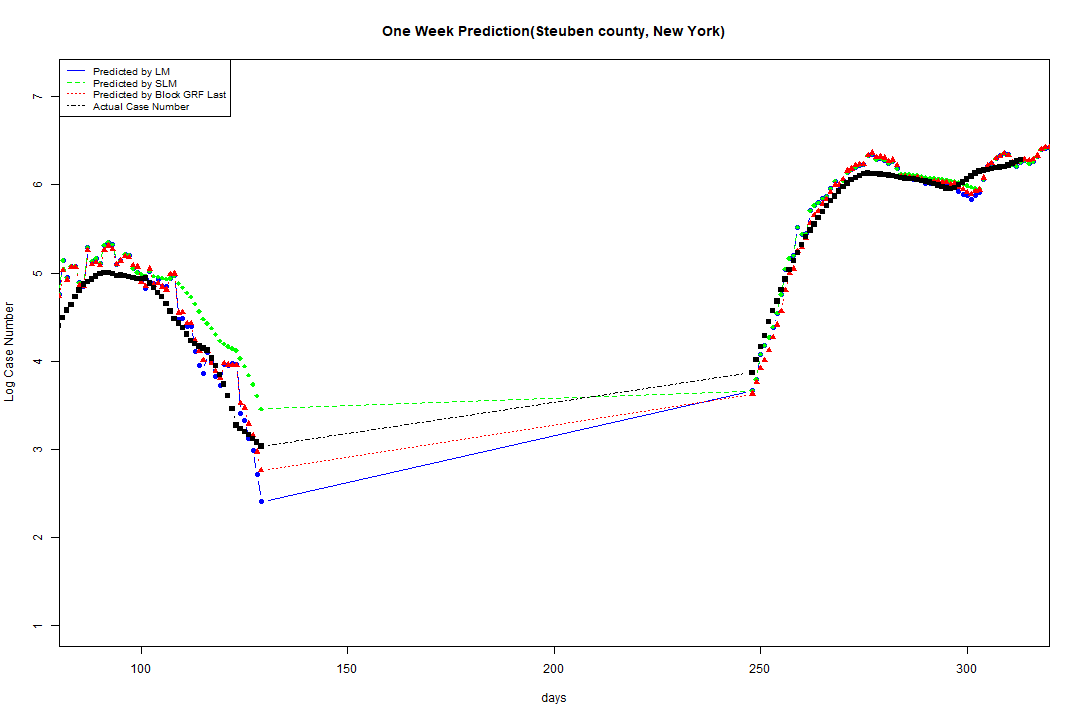 One Week Prediction(Steuben county, New York)
Predicted by LM
Predicted by SLM
Predicted by Block GRF Last
Actual Case Number
7
6
5
4
3
2
1
Log Case Number
100 150 200 250 300
days